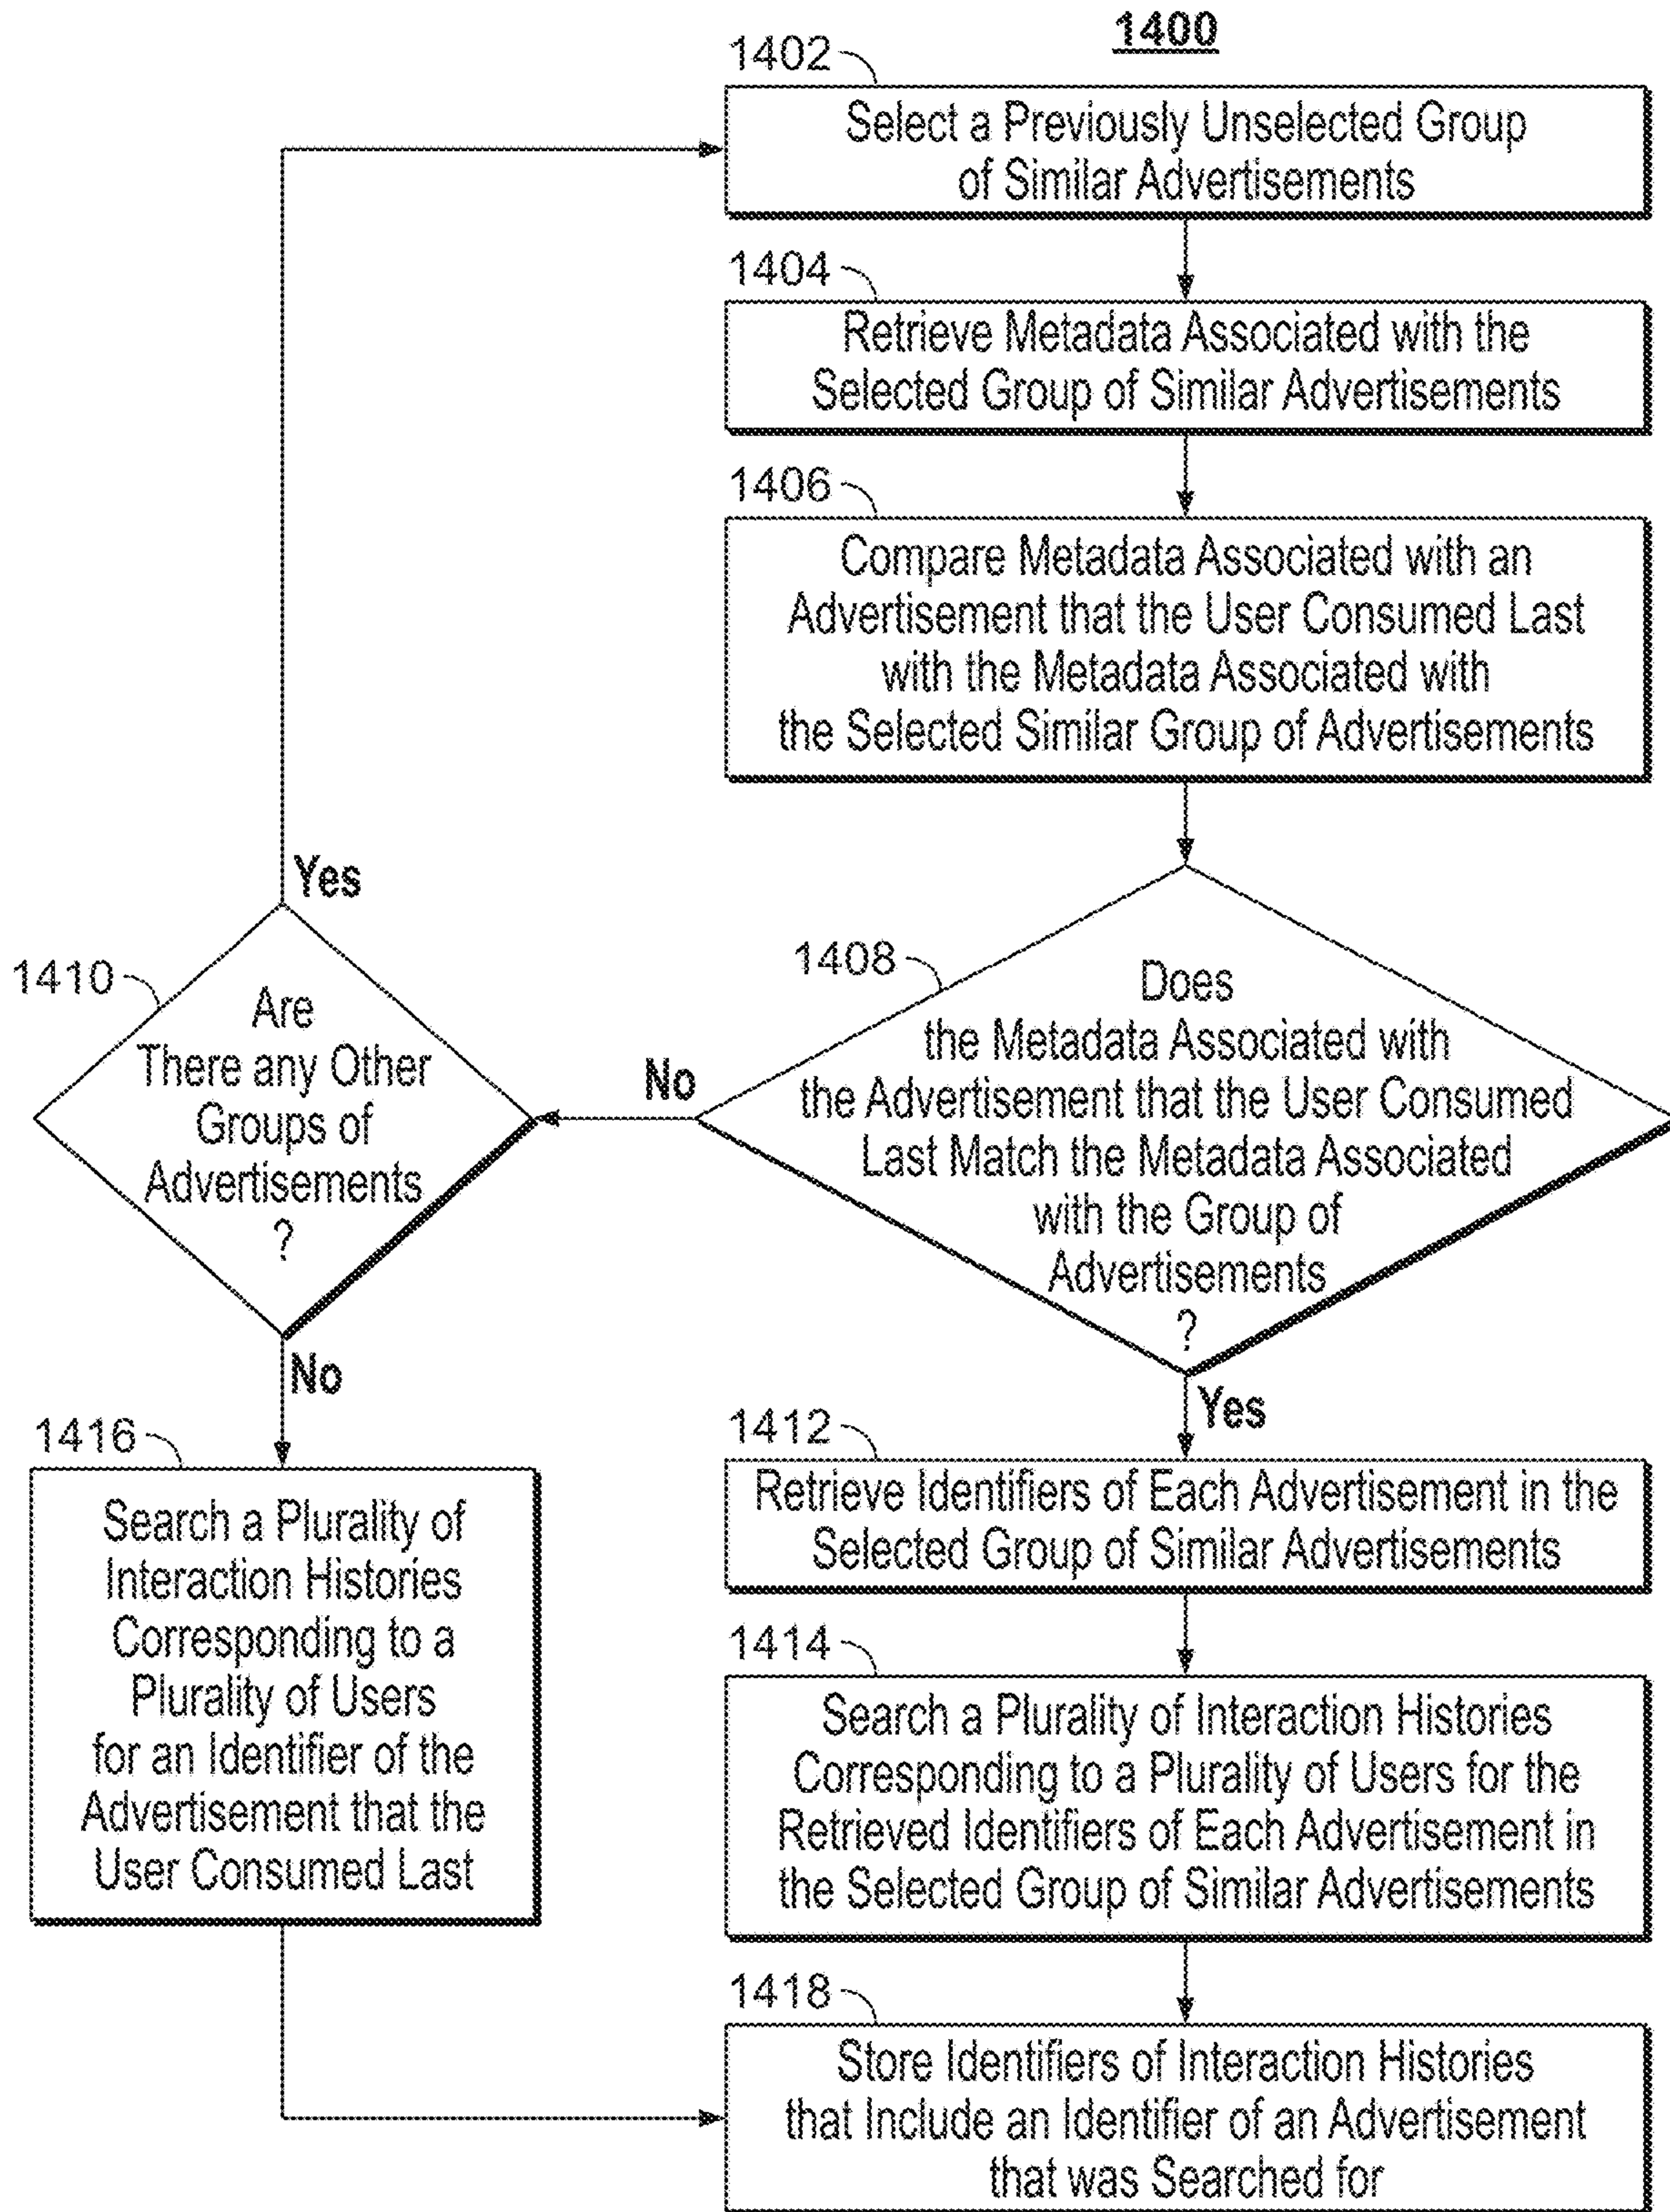 1400
1402
Select a Previously Unselected Group
of Similar Advertisements
1404
Retrieve Metadata Associated with the
Selected Group of Similar Advertisements
1406
Compare Metadata Associated with an
Advertisement that the User Consumed Last
with the Metadata Associated with
the Selected Similar Group of Advertisements
1408
Does
the Metadata Associated with
the Advertisement that the User Consumed
Last Match the Metadata Associated
with the Group of
Advertisements
?
No
Yes
1410
Are
There any Other
Groups of
Advertisements
?
Yes
No
1416
Search a Plurality of
Interaction Histories
Corresponding to a
Plurality of Users
for an Identifier of the
Advertisement that the
User Consumed Last
1412
Retrieve Identifiers of Each Advertisement in the
Selected Group of Similar Advertisements
1414
Search a Plurality of Interaction Histories
Corresponding to a Plurality of Users for the
Retrieved Identifiers of Each Advertisement in
the Selected Group of Similar Advertisements
1418
Store Identifiers of Interaction Histories
that Include an Identifier of an Advertisement
that was Searched for